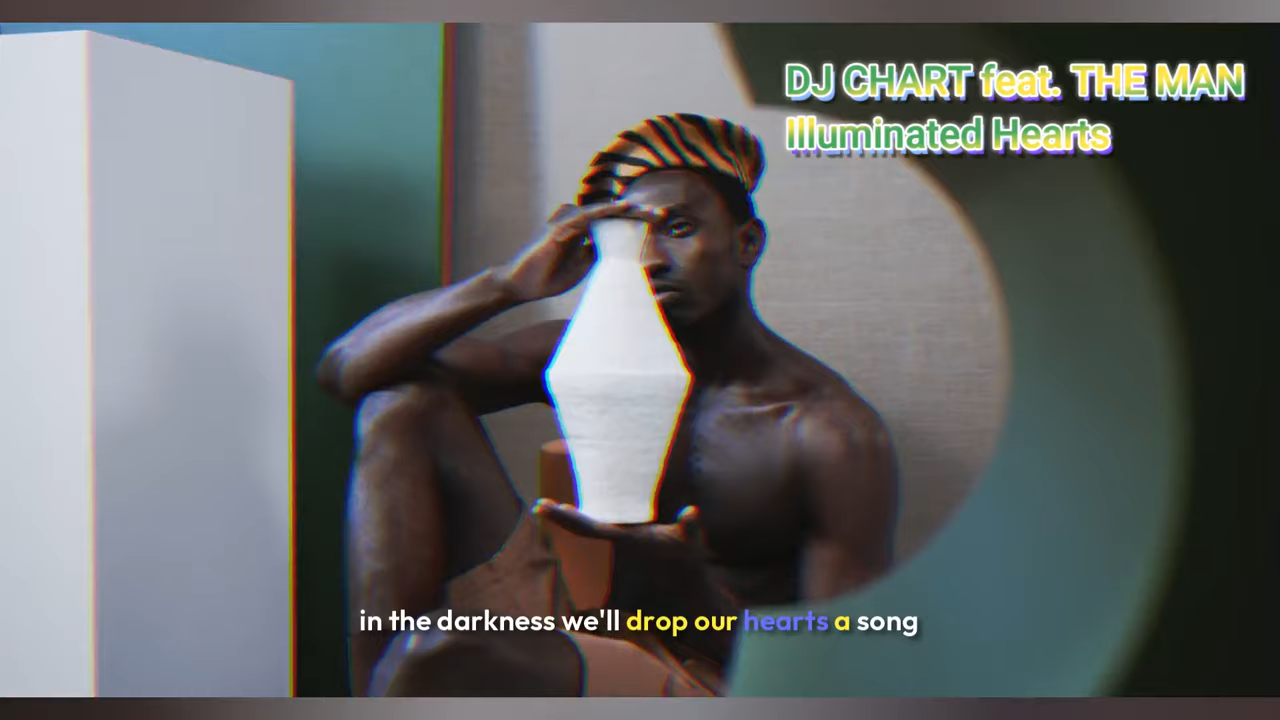 DJ CHART feat. THE MAN
Illuminated Hearts
in the darkness we'll drop our hearts a song